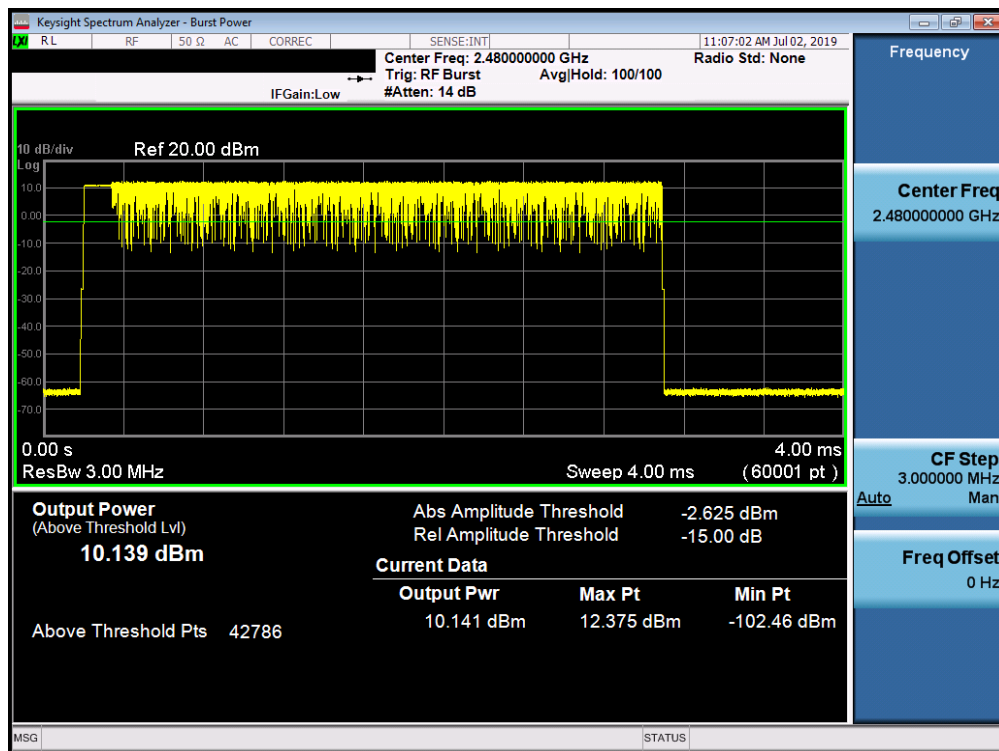 Keysight Spectrum Analyzer - Burst Power
LXI RL RF 50 Ω AC CORREC SENSE:INT 11:07:02 AM Jul 02, 2019
Center Freq: 2.480000000 GHz Radio Std: None
Trig: RF Burst Avg|Hold: 100/100
IFGain:Low #Atten: 14 dB
10 dB/div Ref 20.00 dBm
Log
10.0
0.00
-10.0
-20.0
-30.0
-40.0
-50.0
-60.0
-70.0
0.00 s 4.00 ms
ResBw 3.00 MHz Sweep 4.00 ms (60001 pt)
Output Power
(Above Threshold Lvl)
10.139 dBm
Above Threshold Pts 42786
Abs Amplitude Threshold -2.625 dBm
Rel Amplitude Threshold -15.00 dB
Current Data
Output Pwr Max Pt Min Pt
10.141 dBm 12.375 dBm -102.46 dBm
Frequency
Center Freq
2.480000000 GHz
CF Step
3.000000 MHz
Auto Man
Freq Offset
0 Hz
MSG STATUS